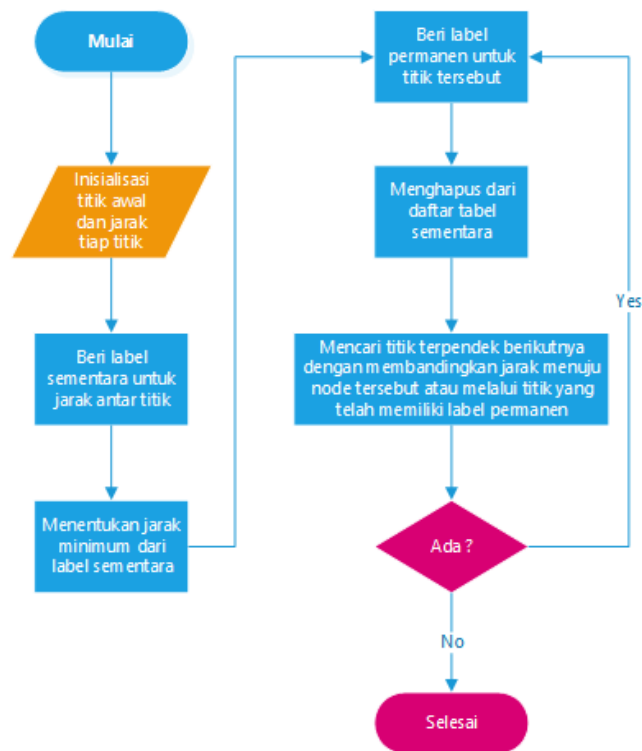 Mulai
Inisialisasi
titik awal
dan jarak
tiap titik
Beri label
sementara untuk
jarak antar titik
Menentukan jarak
minimum dari
label sementara
Beri label
permanen untuk
titik tersebut
Menghapus dari
daftar tabel
sementara
Mencari titik terpendek berikutnya
dengan membandingkan jarak menuju
node tersebut atau melalui titik yang
telah memiliki label permanen
Ada ?
Yes
No
Selesai